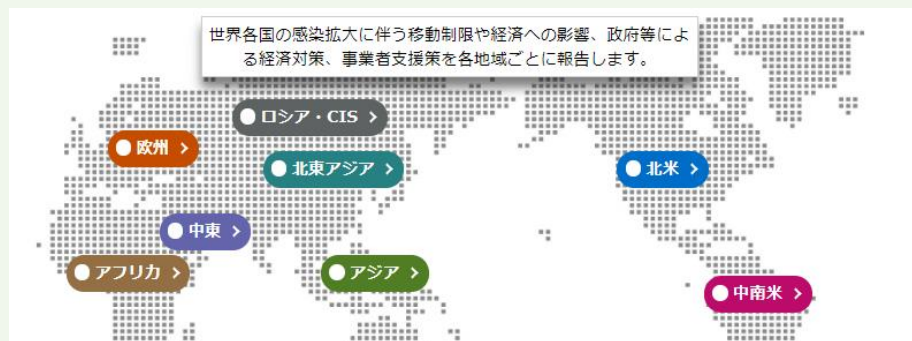 世界各国の感染拡大に伴う移動制限や経済への影響、政府等によ
る経済対策、事業者支援策を各地域ごとに報告します。
ロシア・CIS
欧州
北東アジア
北米
中東
アフリカ
アジア
中南米